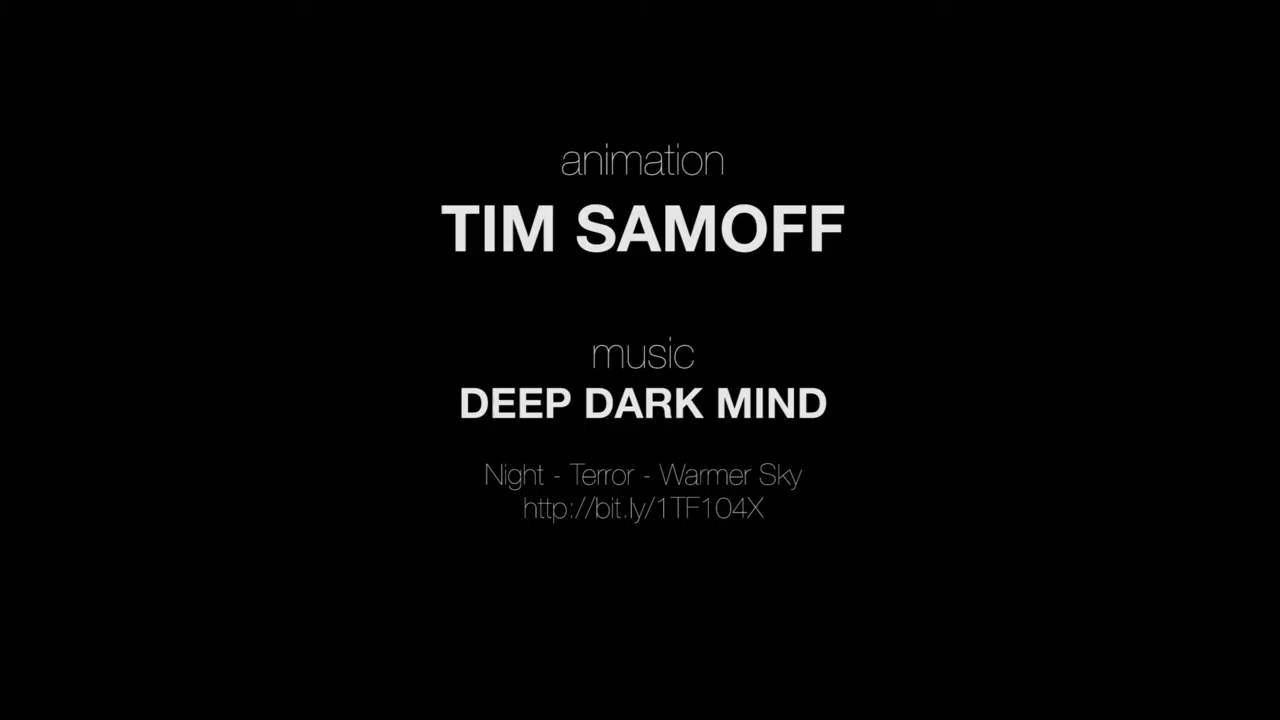 animation
TIM SAMOFF
music
DEEP DARK MIND
Night - Terror - Warmer Sky
http://bit.ly/1TF104X